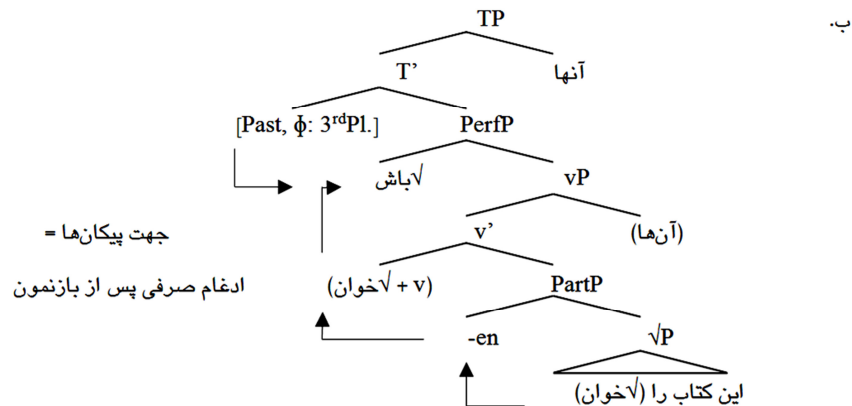 ب.
TP
T’ آنها
[Past, ɸ: 3rdPl.] PerfP
√باش vP
جهت پیکان‌ها =
v’ (آن‌ها)
ادغام صرفی پس از بازنمون
(√خوان + v) PartP
-en √P
این کتاب را (√خوان)